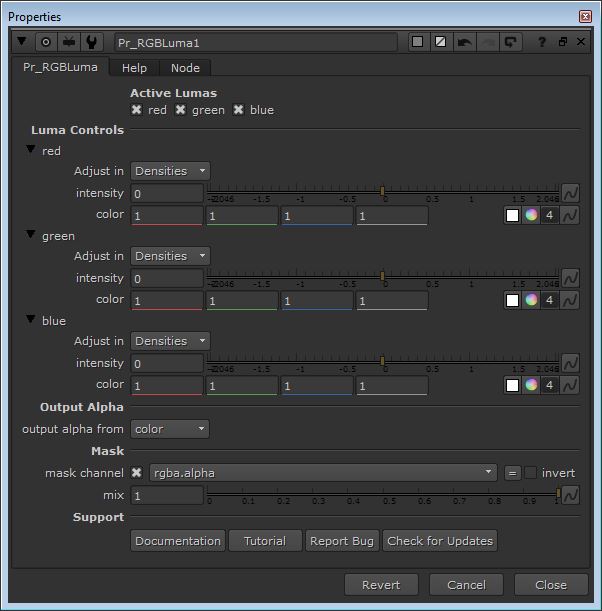 Properties
Pr_RGBLuma1
?
Pr_RGBLuma Help Node
Active Lumas
red green blue
Luma Controls
red
Adjust in Densities
intensity 0
-2.046 -1.5 -1 -0.5 0 0.5 1 1.5 2.046
color 1 1 1 1 4
green
Adjust in Densities
intensity 0
-2.046 -1.5 -1 -0.5 0 0.5 1 1.5 2.046
color 1 1 1 1 4
blue
Adjust in Densities
intensity 0
-2.046 -1.5 -1 -0.5 0 0.5 1 1.5 2.046
color 1 1 1 1 4
Output Alpha
output alpha from color
Mask
mask channel rgba.alpha = invert
mix 1
0 0.1 0.2 0.3 0.4 0.5 0.6 0.7 0.8 0.9 1
Support
Documentation Tutorial Report Bug Check for Updates
Revert Cancel Close